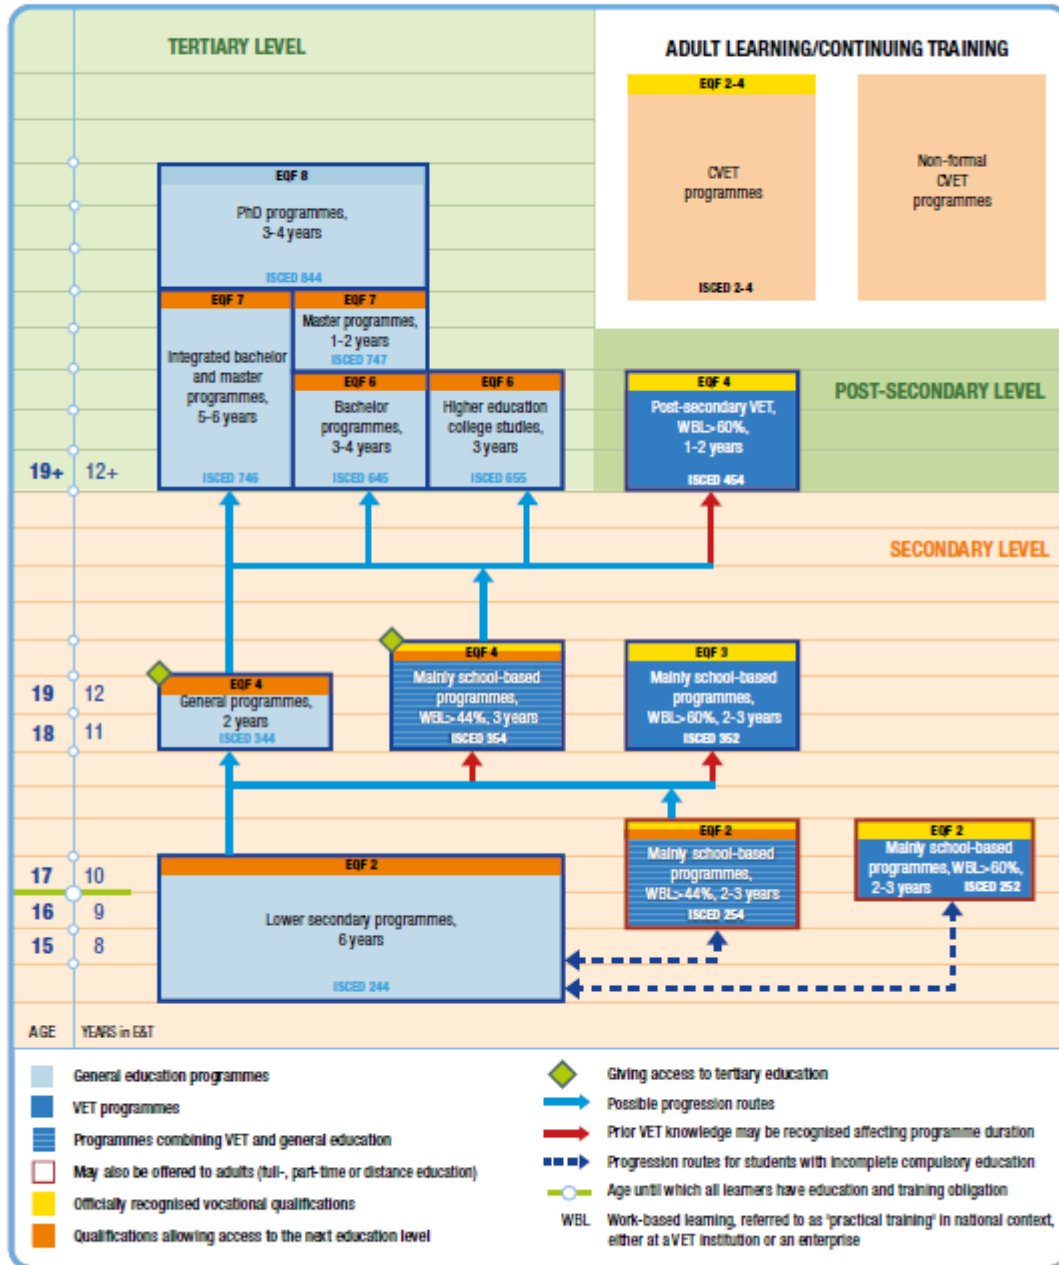 TERTIARY LEVEL
ADULT LEARNING/CONTINUING TRAINING
EQF 2-4
CVET
programmes
ISCED 2-4
Non-formal
CVET
programmes
EQF 8
PhD programmes,
3-4 years
ISCED 844
EQF 7
Integrated bachelor
and master
programmes,
5-6 years
ISCED 746
EQF 7
Master programmes,
1-2 years
ISCED 747
EQF 6
Bachelor
programmes,
3-4 years
ISCED 645
EQF 6
Higher education
college studies,
3 years
ISCED 655
EQF 4
Post-secondary VET,
WBL>60%,
1-2 years
ISCED 454
POST-SECONDARY LEVEL
19+ 12+
SECONDARY LEVEL
EQF 4
General programmes,
2 years
ISCED 344
EQF 4
Mainly school-based
programmes,
WBL>44%, 3 years
ISCED 354
EQF 3
Mainly school-based
programmes,
WBL>60%, 2-3 years
ISCED 352
19 12
18 11
EQF 2
Lower secondary programmes,
6 years
ISCED 244
EQF 2
Mainly school-based
programmes,
WBL>44%, 2-3 years
ISCED 254
EQF 2
Mainly school-based
programmes, WBL>60%,
2-3 years ISCED 252
17 10
16 9
15 8
AGE YEARS in E&T
General education programmes
VET programmes
Programmes combining VET and general education
May also be offered to adults (full-, part-time or distance education)
Officially recognised vocational qualifications
Qualifications allowing access to the next education level
Giving access to tertiary education
Possible progression routes
Prior VET knowledge may be recognised affecting programme duration
Progression routes for students with incomplete compulsory education
Age until which all learners have education and training obligation
WBL Work-based learning, referred to as 'practical training' in national context,
either at a VET institution or an enterprise